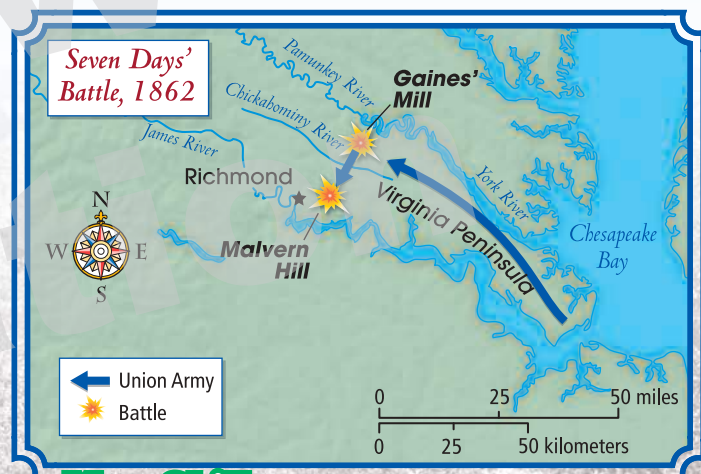 Seven Days'
Battle, 1862
Pamunkey River
Gaines'
Mill
Chickahominy River
James River
Richmond
York River
Virginia Peninsula
Chesapeake
Bay
Malvern
Hill
N
W E
S
Union Army
Battle
0 25 50 miles
0 25 50 kilometers